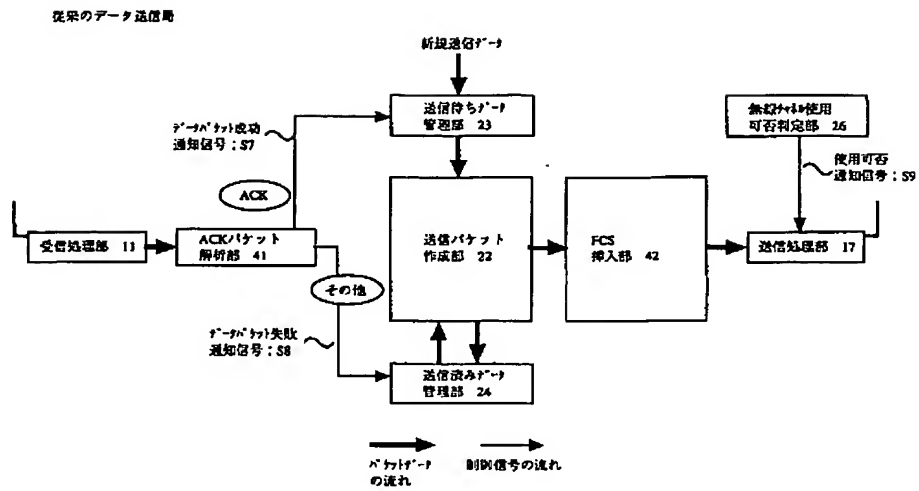 従来のデータ送信局
新規送信ﾃﾞｰﾀ
送信待ちﾃﾞｰﾀ
管理部 23
無線ﾁｬﾈﾙ使用
可否判定部 26
ﾃﾞｰﾀﾊﾟｹｯﾄ成功
通知信号：S7
使用可否
通知信号：S9
ACK
受信処理部 11
ACKパケット
解析部 41
送信パケット
作成部 22
FCS
挿入部 42
送信処理部 17
その他
ﾃﾞｰﾀﾊﾟｹｯﾄ失敗
通知信号：S8
送信済みﾃﾞｰﾀ
管理部 24
ﾊﾟｹｯﾄﾃﾞｰﾀ
の流れ
制御信号の流れ